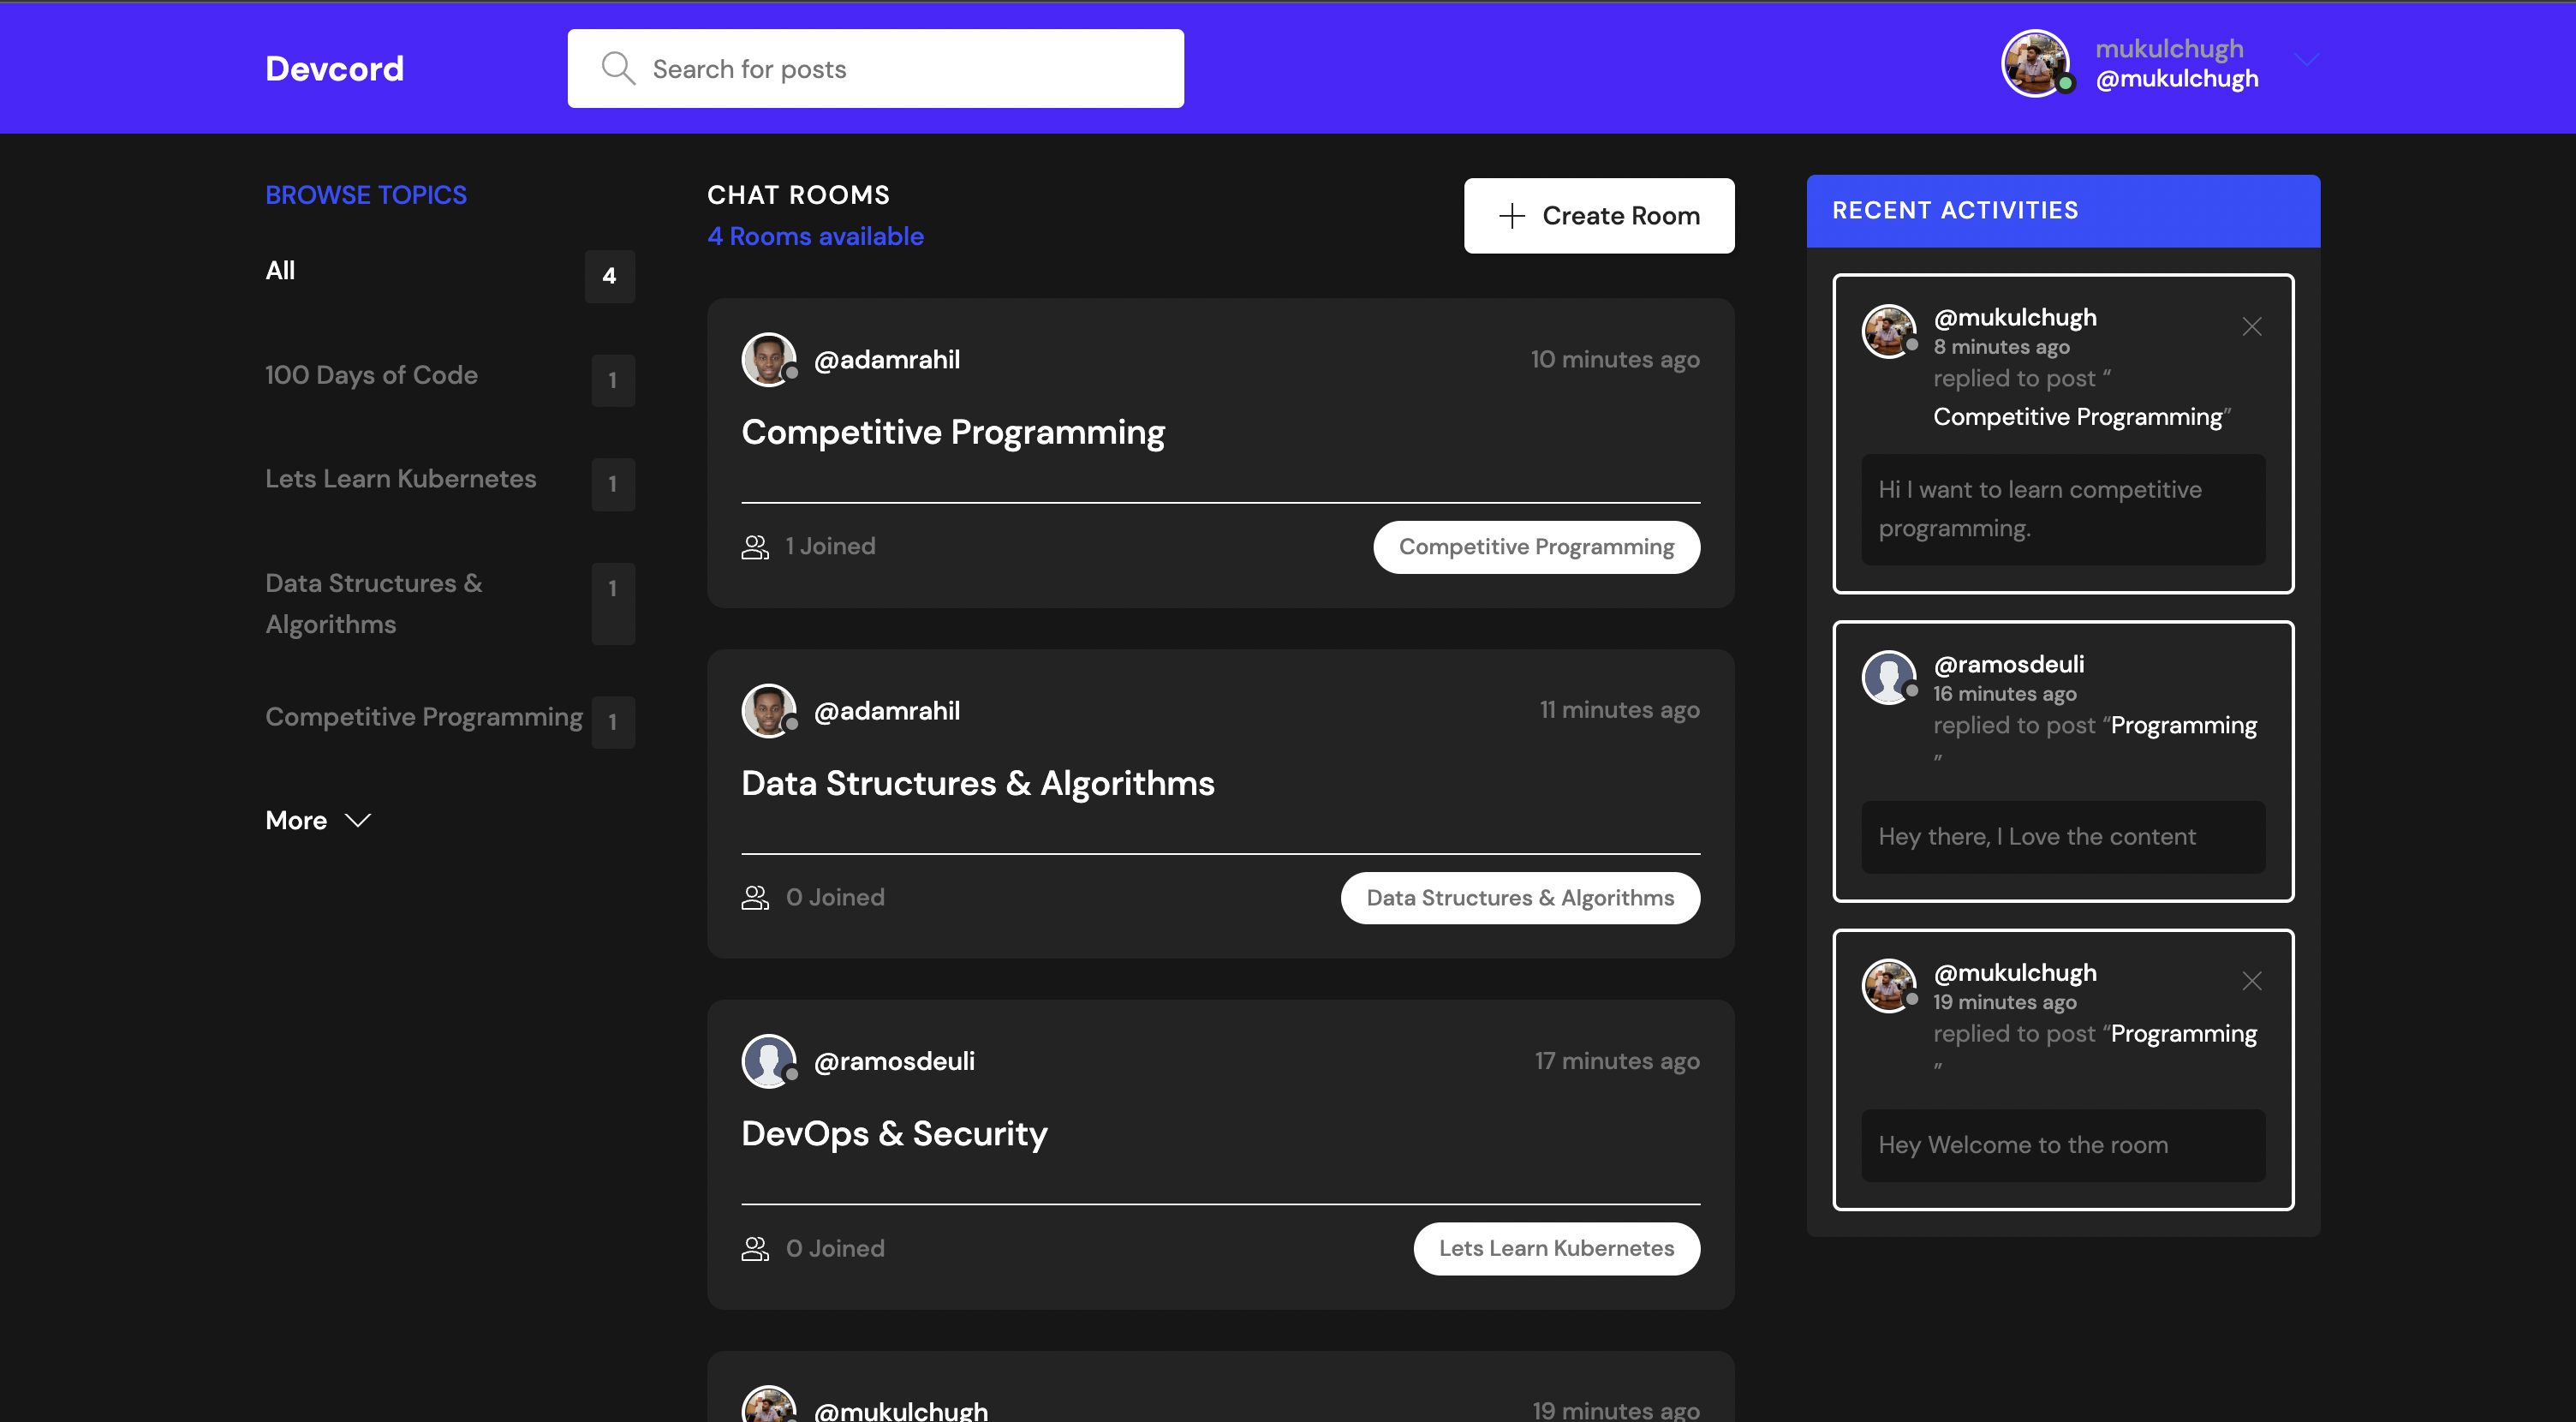 Devcord
Search for posts
mukulchugh
@mukulchugh
BROWSE TOPICS
All
4
100 Days of Code
1
Lets Learn Kubernetes
1
Data Structures &
Algorithms
1
Competitive Programming
1
More
CHAT ROOMS
4 Rooms available
Create Room
@adamrahil
10 minutes ago
Competitive Programming
1 Joined
Competitive Programming
@adamrahil
11 minutes ago
Data Structures & Algorithms
0 Joined
Data Structures & Algorithms
@ramosdeuli
17 minutes ago
DevOps & Security
0 Joined
Lets Learn Kubernetes
@mukulchugh
19 minutes ago
RECENT ACTIVITIES
@mukulchugh
8 minutes ago
replied to post “
Competitive Programming”
Hi I want to learn competitive
programming.
@ramosdeuli
16 minutes ago
replied to post “Programming
”
Hey there, I Love the content
@mukulchugh
19 minutes ago
replied to post “Programming
”
Hey Welcome to the room